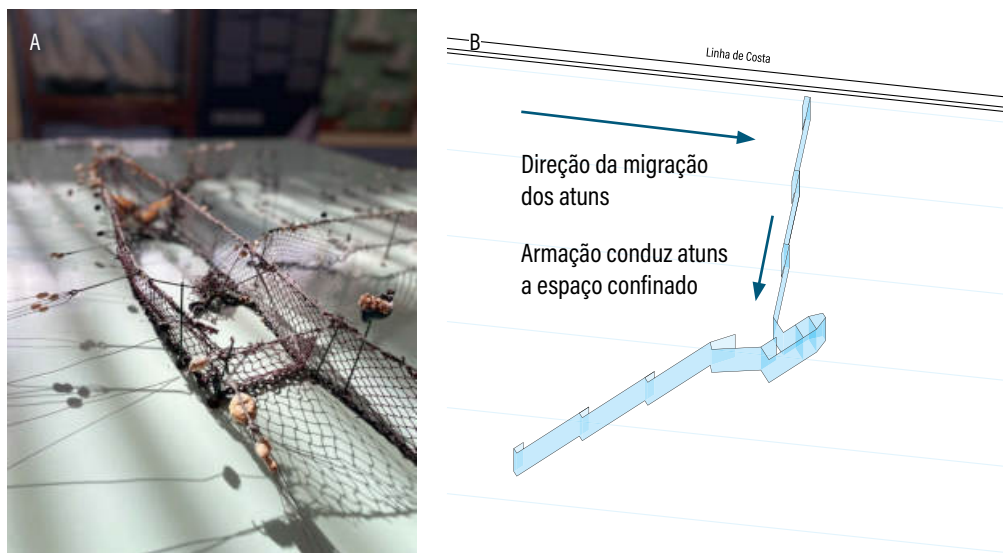 A
B
Linha de Costa
Direção da migração
dos atuns
Armação conduz atuns
a espaço confinado